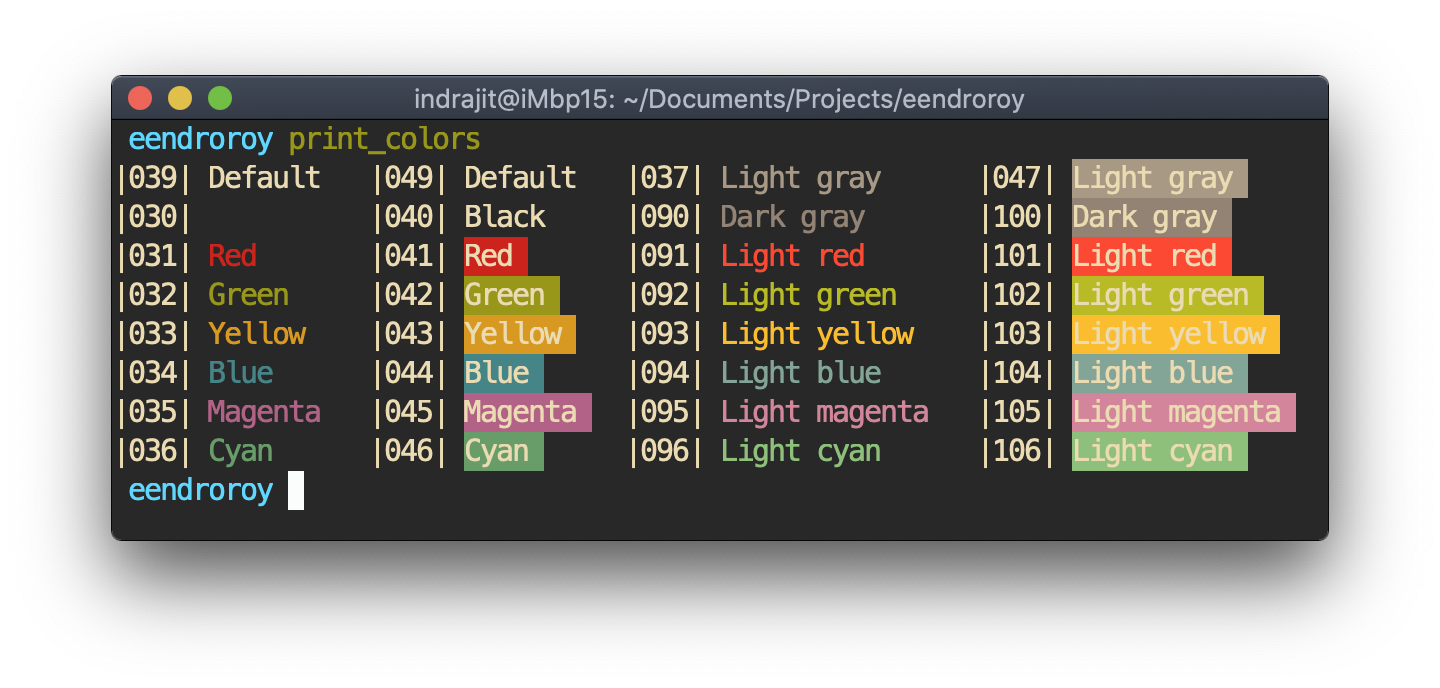 indrajit@iMbp15: ~/Documents/Projects/eendroroy
eendroroy print_colors
|039| Default |049| Default |037| Light gray |047| Light gray
|030| |040| Black |090| Dark gray |100| Dark gray
|031| Red |041| Red |091| Light red |101| Light red
|032| Green |042| Green |092| Light green |102| Light green
|033| Yellow |043| Yellow |093| Light yellow |103| Light yellow
|034| Blue |044| Blue |094| Light blue |104| Light blue
|035| Magenta |045| Magenta |095| Light magenta |105| Light magenta
|036| Cyan |046| Cyan |096| Light cyan |106| Light cyan
eendroroy